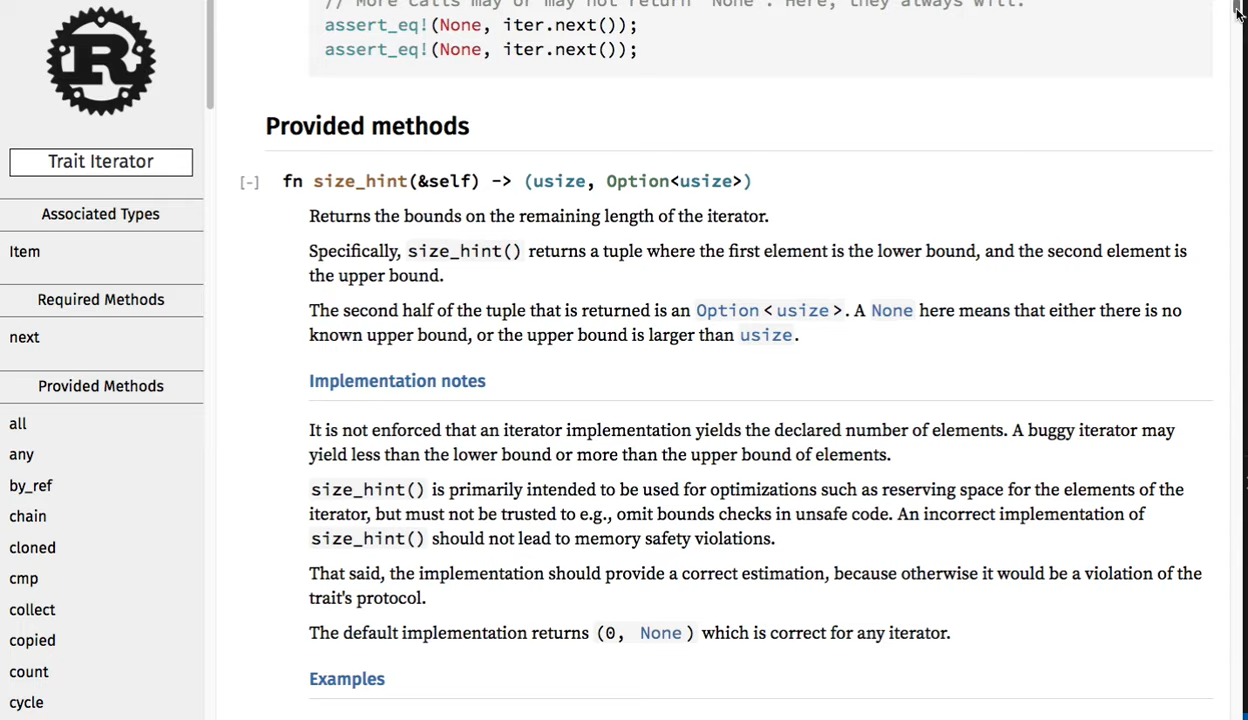 // More calls may or may not return `None`. Here, they always will.
assert_eq!(None, iter.next());
assert_eq!(None, iter.next());
Trait Iterator
Associated Types
Item
Required Methods
next
Provided Methods
all
any
by_ref
chain
cloned
cmp
collect
copied
count
cycle
Provided methods
[-] fn size_hint(&self) -> (usize, Option<usize>)
Returns the bounds on the remaining length of the iterator.
Specifically, size_hint() returns a tuple where the first element is the lower bound, and the second element is
the upper bound.
The second half of the tuple that is returned is an Option<usize>. A None here means that either there is no
known upper bound, or the upper bound is larger than usize.
Implementation notes
It is not enforced that an iterator implementation yields the declared number of elements. A buggy iterator may
yield less than the lower bound or more than the upper bound of elements.
size_hint() is primarily intended to be used for optimizations such as reserving space for the elements of the
iterator, but must not be trusted to e.g., omit bounds checks in unsafe code. An incorrect implementation of
size_hint() should not lead to memory safety violations.
That said, the implementation should provide a correct estimation, because otherwise it would be a violation of the
trait's protocol.
The default implementation returns (0, None) which is correct for any iterator.
Examples